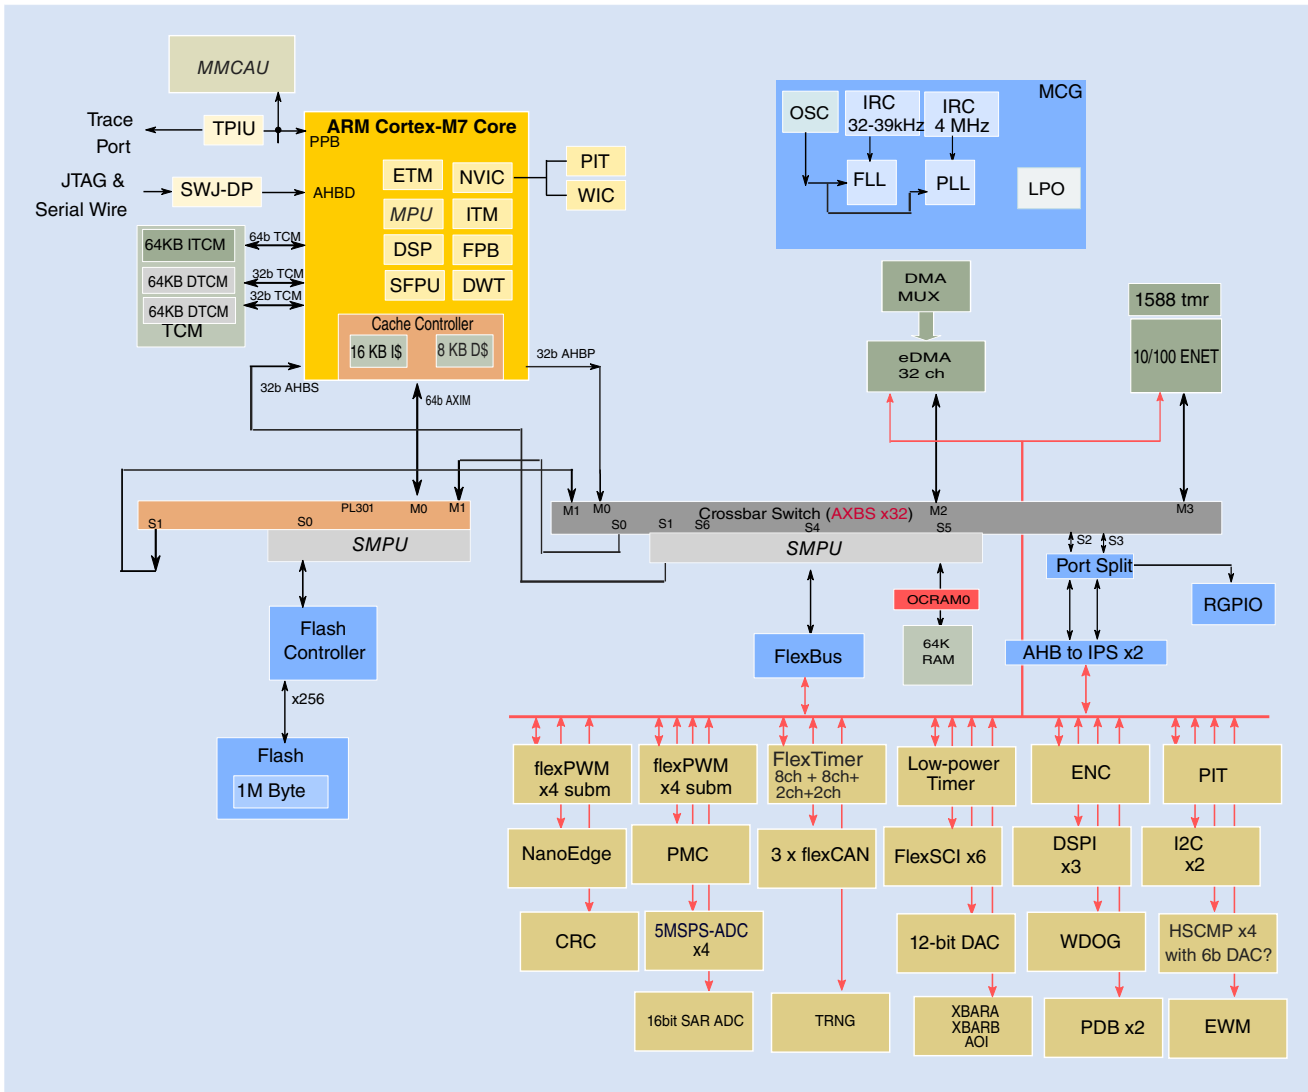 MMCAU
Trace
Port
TPIU
PPB
ARM Cortex-M7 Core
JTAG &
Serial Wire
SWJ-DP
AHBD
ETM
NVIC
MPU
ITM
DSP
FPB
SFPU
DWT
PIT
WIC
64KB ITCM
64KB DTCM
64KB DTCM
TCM
64b TCM
32b TCM
32b TCM
Cache Controller
16 KB I$
8 KB D$
32b AHBS
32b AHBP
64b AXIM
MCG
OSC
IRC
32-39kHz
IRC
4 MHz
FLL
PLL
LPO
DMA
MUX
eDMA
32 ch
1588 tmr
10/100 ENET
S1
S0
PL301
M0
M1
SMPU
M1
M0
Crossbar Switch (AXBS x32)
M2
M3
S0
S1
S6
S4
S5
S2
S3
SMPU
Port Split
RGPIO
OCRAM0
64K
RAM
FlexBus
AHB to IPS x2
Flash
Controller
x256
Flash
1M Byte
flexPWM
x4 subm
flexPWM
x4 subm
FlexTimer
8ch + 8ch+
2ch+2ch
Low-power
Timer
ENC
PIT
NanoEdge
PMC
3 x flexCAN
FlexSCI x6
DSPI
x3
I2C
x2
CRC
5MSPS-ADC
x4
12-bit DAC
WDOG
HSCMP x4
with 6b DAC?
16bit SAR ADC
TRNG
XBARA
XBARB
AOI
PDB x2
EWM